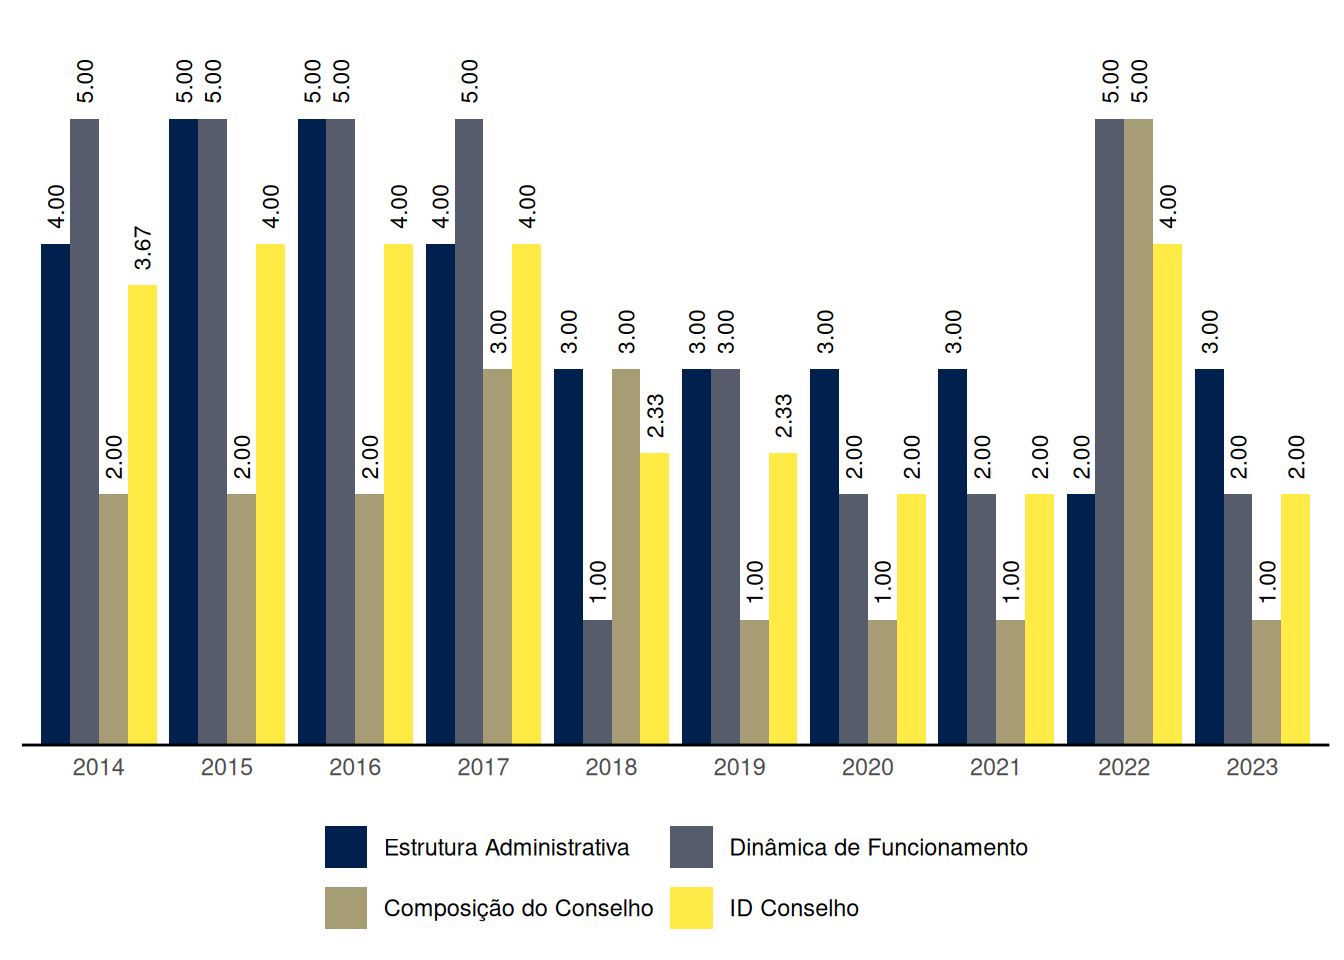 4.00 5.00 2.00 3.67 5.00 5.00 2.00 4.00 5.00 5.00 2.00 4.00 4.00 5.00 3.00 4.00 3.00 1.00 3.00 2.33 3.00 3.00 1.00 2.33 3.00 2.00 1.00 2.00 3.00 2.00 1.00 2.00 2.00 5.00 5.00 4.00 3.00 2.00 1.00 2.00
2014 2015 2016 2017 2018 2019 2020 2021 2022 2023
Estrutura Administrativa Dinâmica de Funcionamento
Composição do Conselho ID Conselho